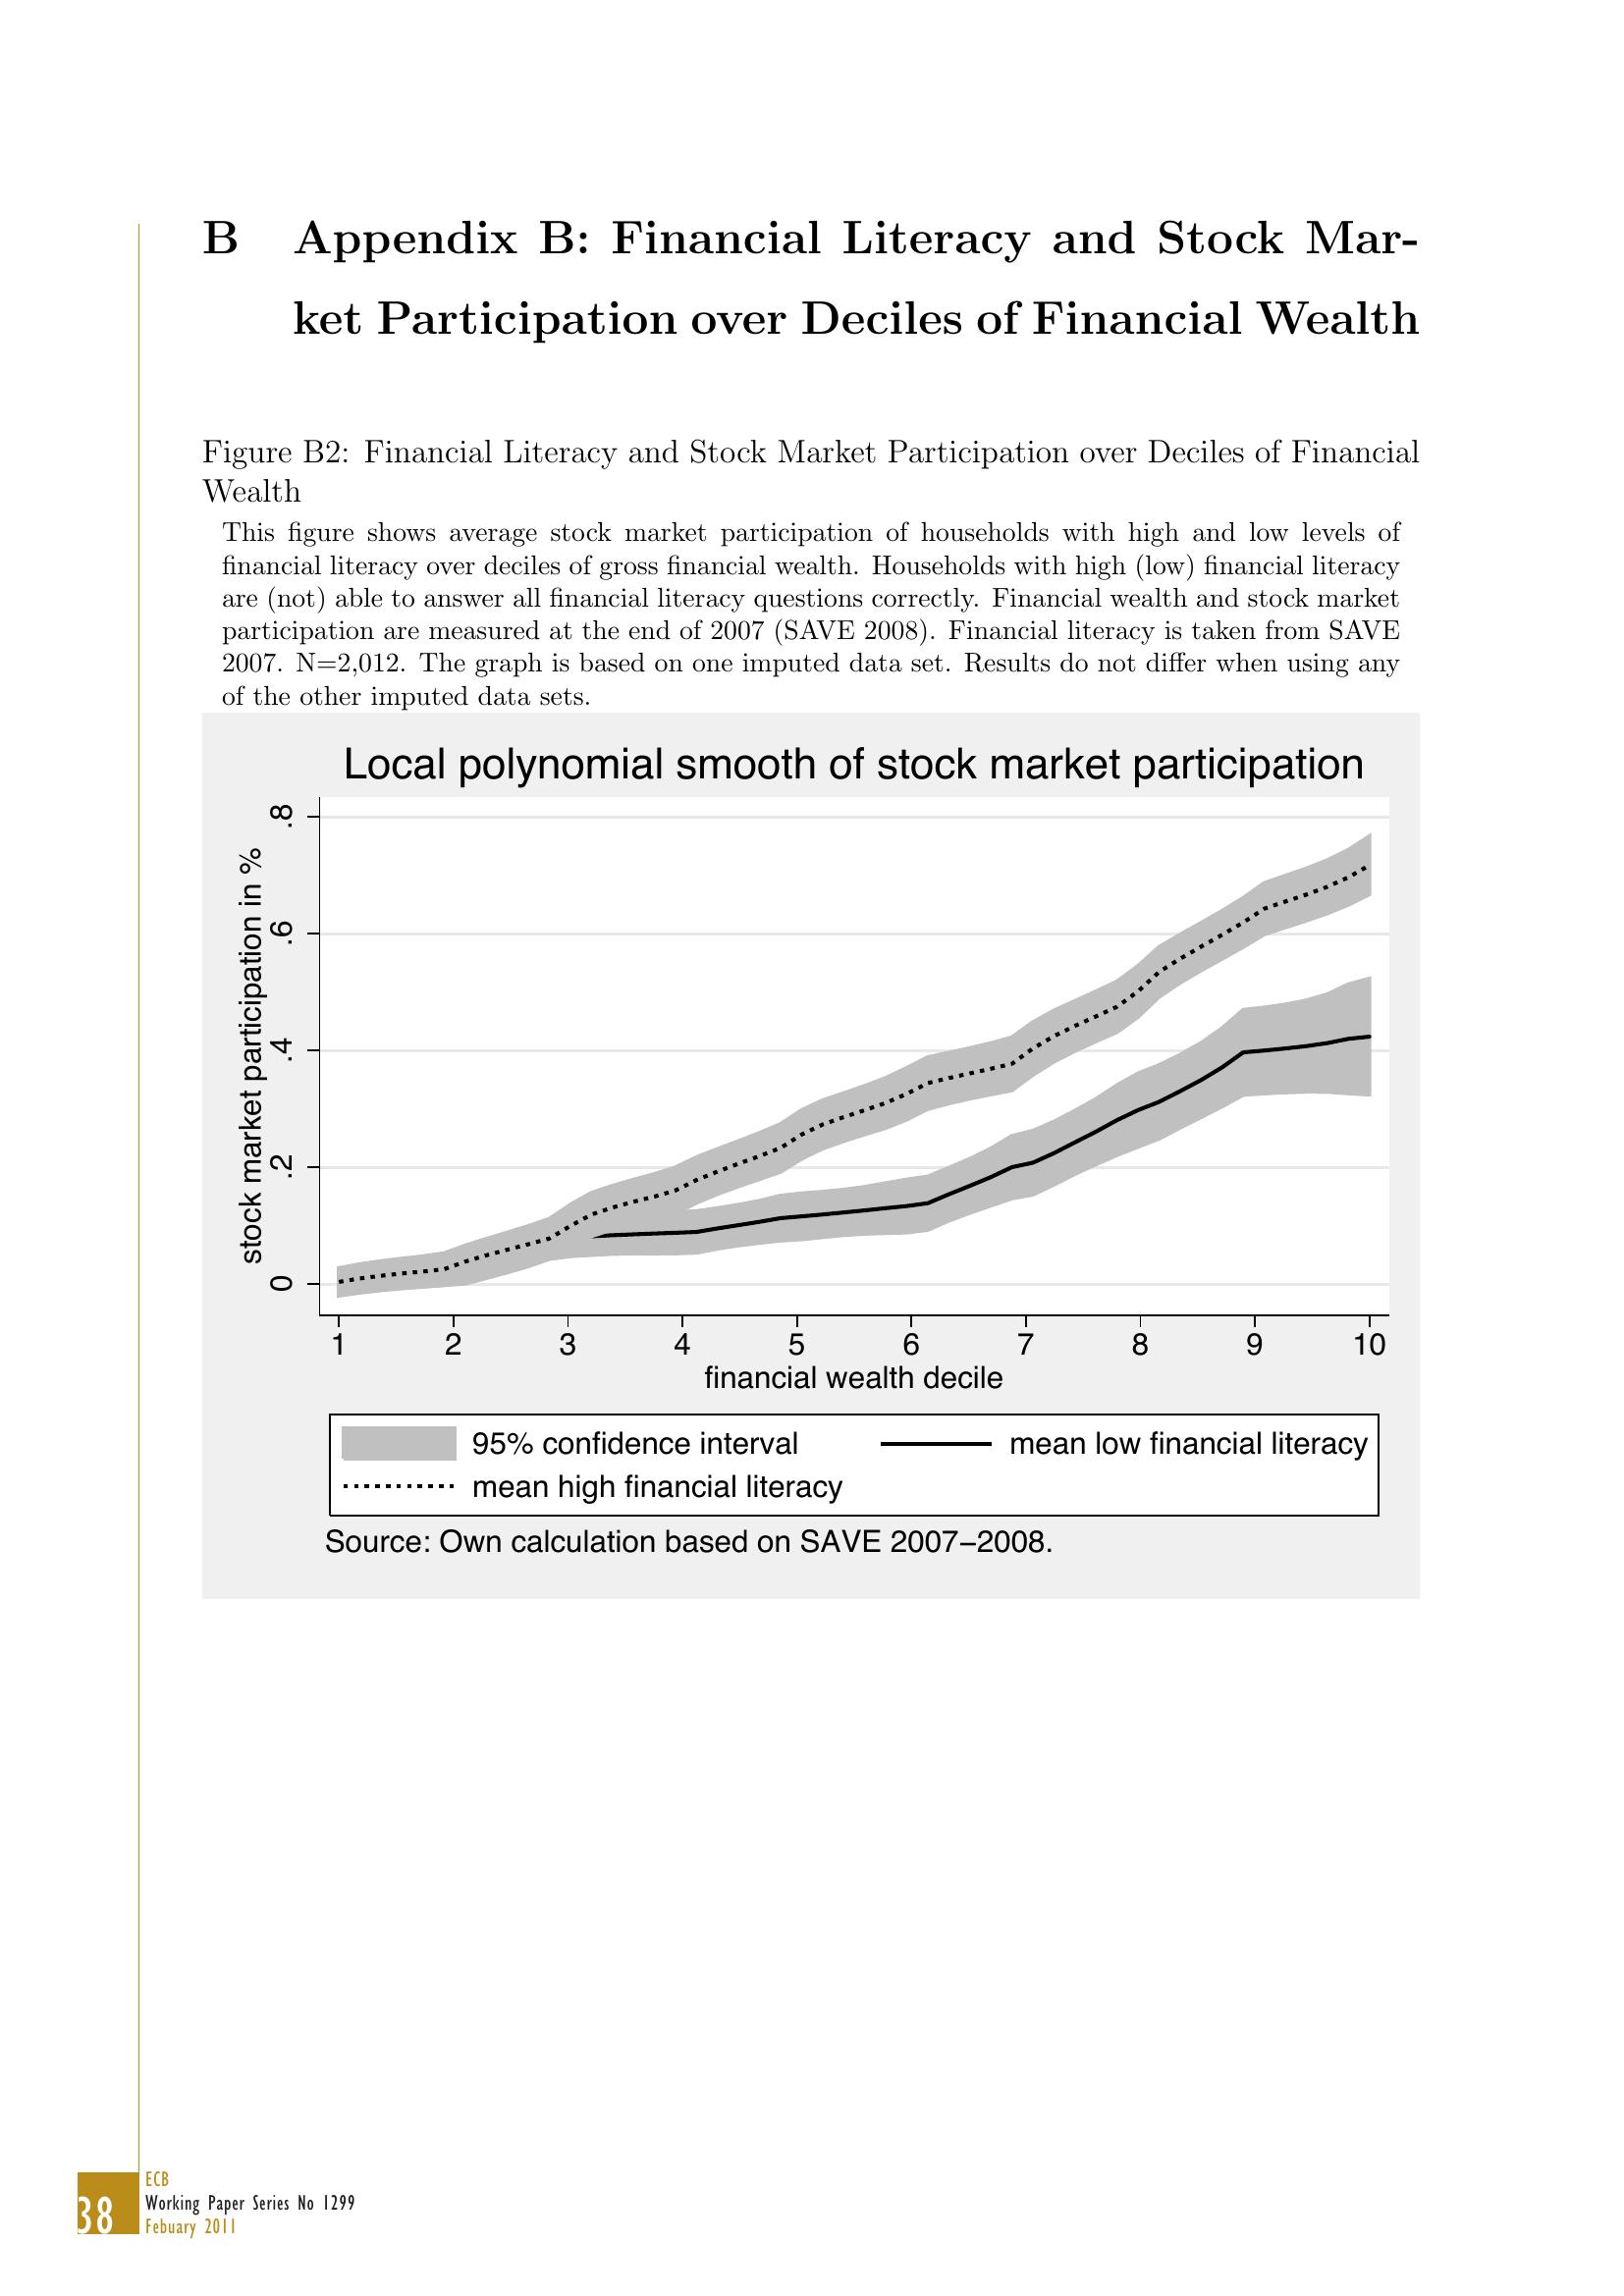 B Appendix B: Financial Literacy and Stock Mar-
ket Participation over Deciles of Financial Wealth
Figure B2: Financial Literacy and Stock Market Participation over Deciles of Financial
Wealth
This figure shows average stock market participation of households with high and low levels of
financial literacy over deciles of gross financial wealth. Households with high (low) financial literacy
are (not) able to answer all financial literacy questions correctly. Financial wealth and stock market
participation are measured at the end of 2007 (SAVE 2008). Financial literacy is taken from SAVE
2007. N=2,012. The graph is based on one imputed data set. Results do not differ when using any
of the other imputed data sets.
Local polynomial smooth of stock market participation
stock market participation in %
.8
.6
.4
.2
0
1 2 3 4 5 6 7 8 9 10
financial wealth decile
95% confidence interval mean low financial literacy
mean high financial literacy
Source: Own calculation based on SAVE 2007−2008.
38
ECB
Working Paper Series No 1299
Febuary 2011